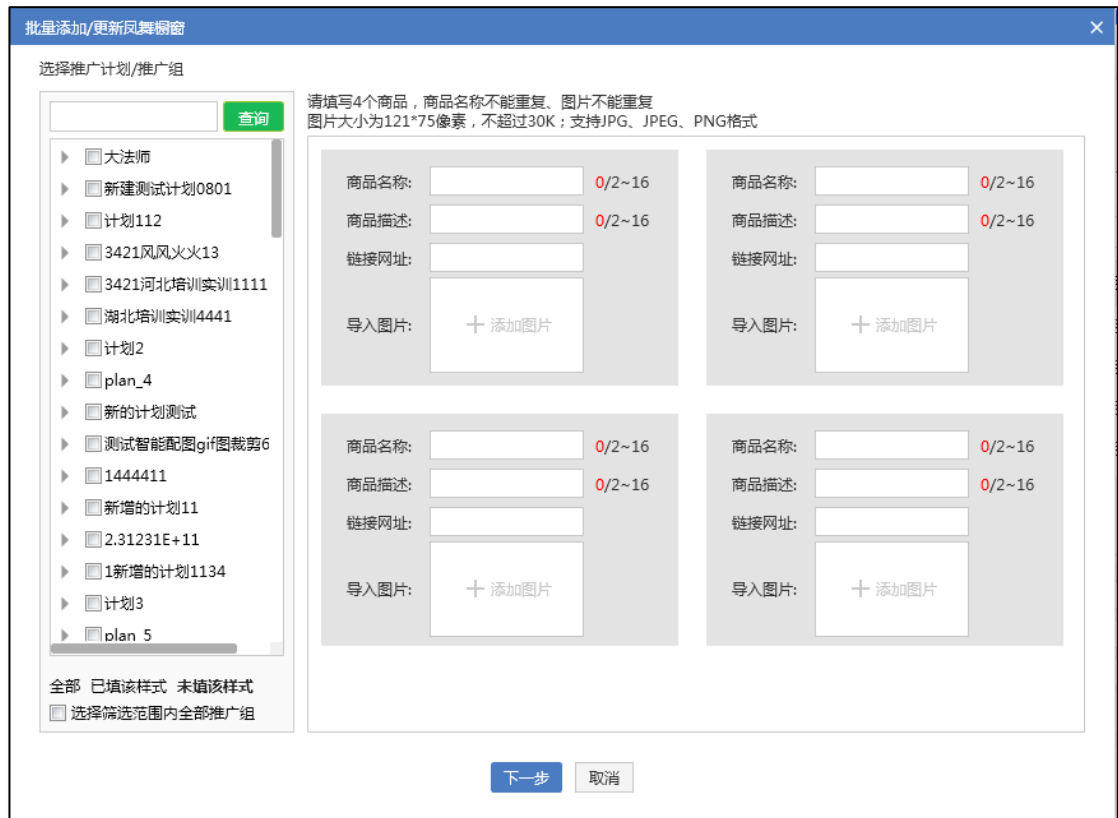 批量添加/更新凤舞橱窗
选择推广计划/推广组
查询
大法师
新建测试计划0801
计划112
3421风风火火13
3421河北培训实训1111
湖北培训实训4441
计划2
plan_4
新的计划测试
测试智能配图gif图裁剪6
1444411
新增的计划11
2.31231E+11
1新增的计划1134
计划3
plan_5
全部 已填该样式 未填该样式
选择筛选范围内全部推广组
请填写4个商品，商品名称不能重复、图片不能重复
图片大小为121*75像素，不超过30K；支持JPG、JPEG、PNG格式
商品名称: 0/2~16
商品描述: 0/2~16
链接网址:
导入图片: 添加图片
商品名称: 0/2~16
商品描述: 0/2~16
链接网址:
导入图片: 添加图片
商品名称: 0/2~16
商品描述: 0/2~16
链接网址:
导入图片: 添加图片
商品名称: 0/2~16
商品描述: 0/2~16
链接网址:
导入图片: 添加图片
下一步 取消